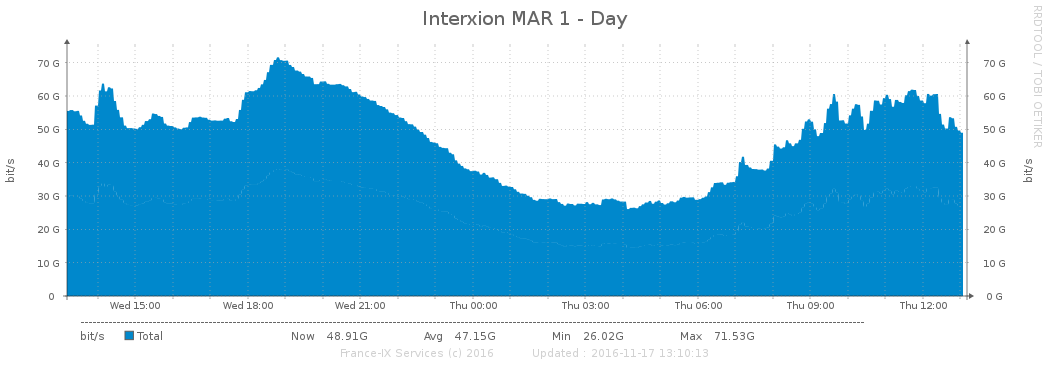 Interxion MAR 1 - Day
RRDTOOL / TOBI OETIKER
70 G 70 G
60 G 60 G
50 G 50 G
40 G 40 G
30 G 30 G
20 G 20 G
10 G 10 G
0 0 G
bit/s bit/s
Wed 15:00 Wed 18:00 Wed 21:00 Thu 00:00 Thu 03:00 Thu 06:00 Thu 09:00 Thu 12:00
bit/s Total Now 48.91G Avg 47.15G Min 26.02G Max 71.53G
France-IX Services (c) 2016 Updated : 2016-11-17 13:10:13